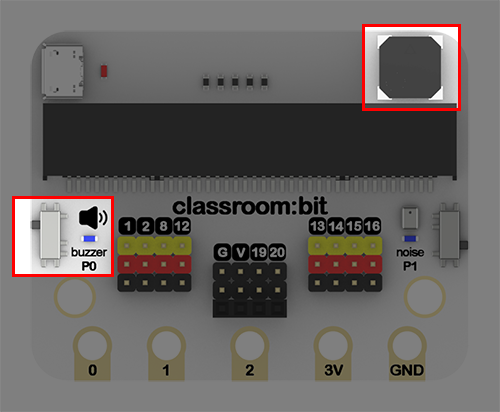 classroom:bit
1 2 8 12
13 14 15 16
buzzer
P0
G V 19 20
noise
P1
0 1 2 3V GND